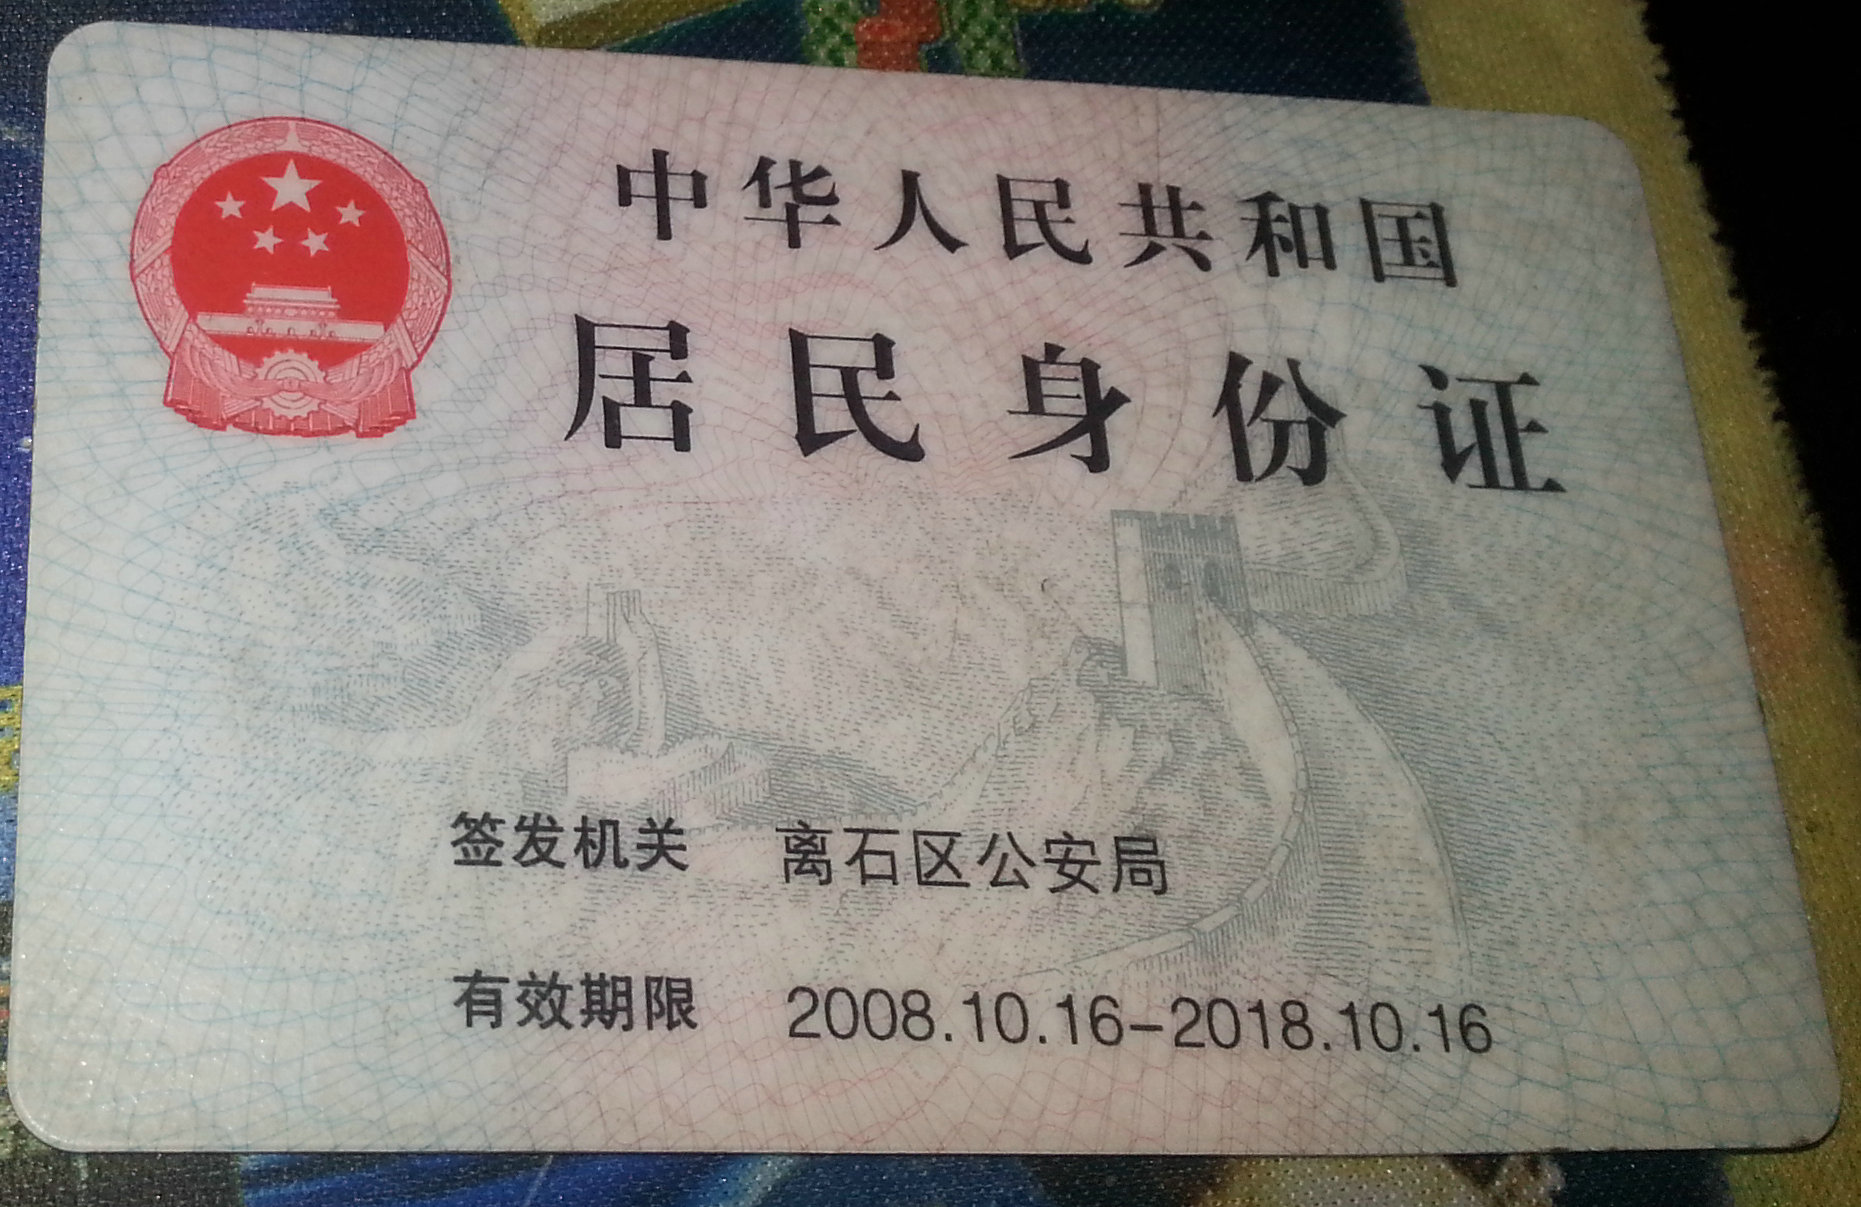 中华人民共和国
居民身份证
签发机关 离石区公安局
有效期限 2008.10.16-2018.10.16